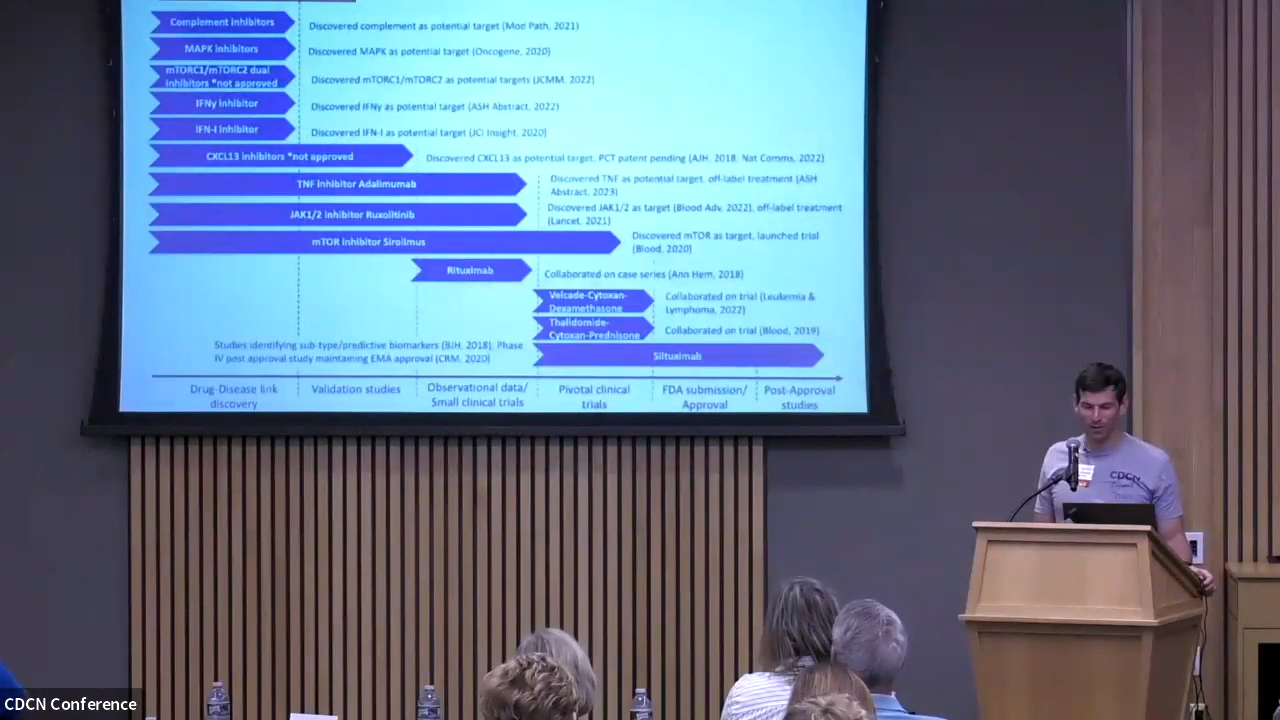 Complement Inhibitors
Discovered complement as potential target (Mod Path, 2021)
MAPK inhibitors
Discovered MAPK as potential target (Oncogene, 2020)
mTORC1/mTORC2 dual
inhibitors *not approved
Discovered mTORC1/mTORC2 as potential targets (JCMM, 2022)
IFNγ Inhibitor
Discovered IFNγ as potential target (ASH Abstract, 2022)
IFN-I Inhibitor
Discovered IFN-I as potential target (JCI Insight, 2020)
CXCL13 inhibitors *not approved
Discovered CXCL13 as potential target, PCT patent pending (AJH, 2018, Nat Comms, 2022)
TNF Inhibitor Adalimumab
Discovered TNF as potential target, off-label treatment (ASH
Abstract, 2023)
JAK1/2 Inhibitor Ruxolitinib
Discovered JAK1/2 as target (Blood Adv, 2022), off-label treatment
(Lancet, 2021)
mTOR Inhibitor Sirolimus
Discovered mTOR as target, launched trial
(Blood, 2020)
Rituximab
Collaborated on case series (Ann Hem, 2018)
Velcade-Cytoxan-
Dexamethasone
Collaborated on trial (Leukemia &
Lymphoma, 2022)
Thalidomide-
Cytoxan-Prednisone
Collaborated on trial (Blood, 2019)
Studies identifying sub-type/predictive biomarkers (BJH, 2018), Phase
IV post approval study maintaining EMA approval (CRM, 2020)
Siltuximab
Drug-Disease link
discovery
Validation studies
Observational data/
Small clinical trials
Pivotal clinical
trials
FDA submission/
Approval
Post-Approval
studies
CDCN
CDCN Conference